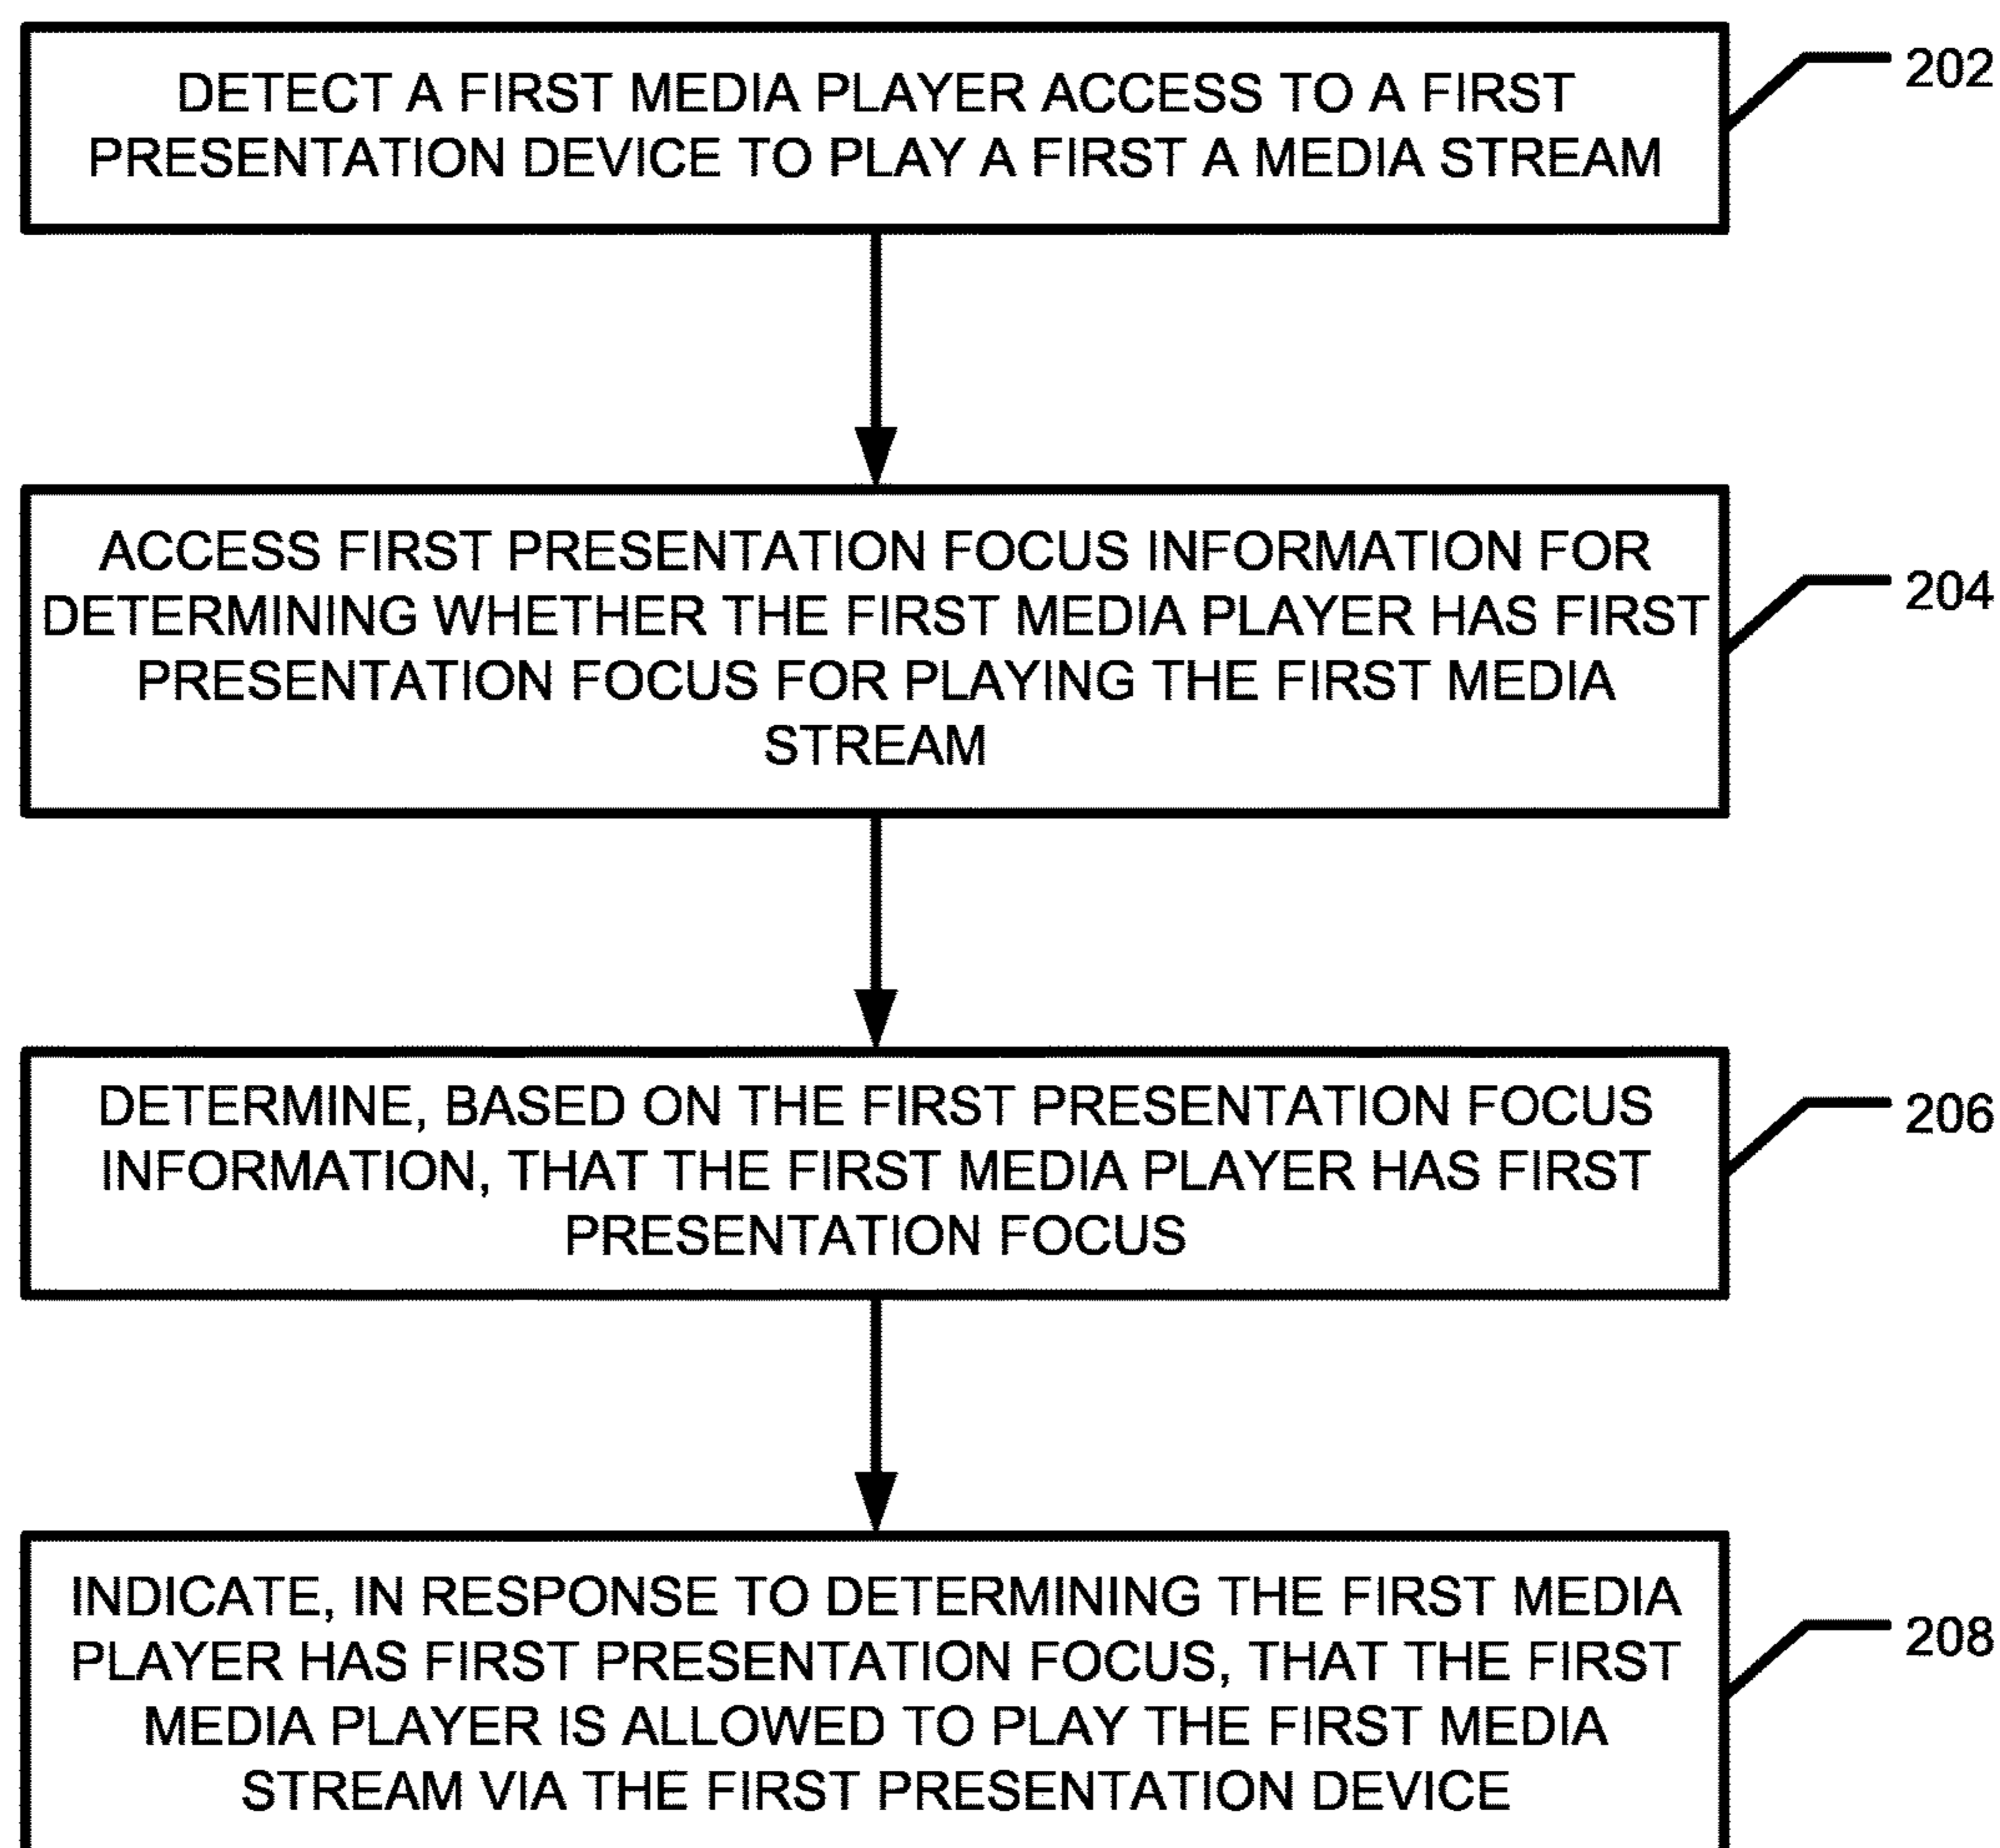 DETECT A FIRST MEDIA PLAYER ACCESS TO A FIRST
PRESENTATION DEVICE TO PLAY A FIRST A MEDIA STREAM
202
ACCESS FIRST PRESENTATION FOCUS INFORMATION FOR
DETERMINING WHETHER THE FIRST MEDIA PLAYER HAS FIRST
PRESENTATION FOCUS FOR PLAYING THE FIRST MEDIA
STREAM
204
DETERMINE, BASED ON THE FIRST PRESENTATION FOCUS
INFORMATION, THAT THE FIRST MEDIA PLAYER HAS FIRST
PRESENTATION FOCUS
206
INDICATE, IN RESPONSE TO DETERMINING THE FIRST MEDIA
PLAYER HAS FIRST PRESENTATION FOCUS, THAT THE FIRST
MEDIA PLAYER IS ALLOWED TO PLAY THE FIRST MEDIA
STREAM VIA THE FIRST PRESENTATION DEVICE
208